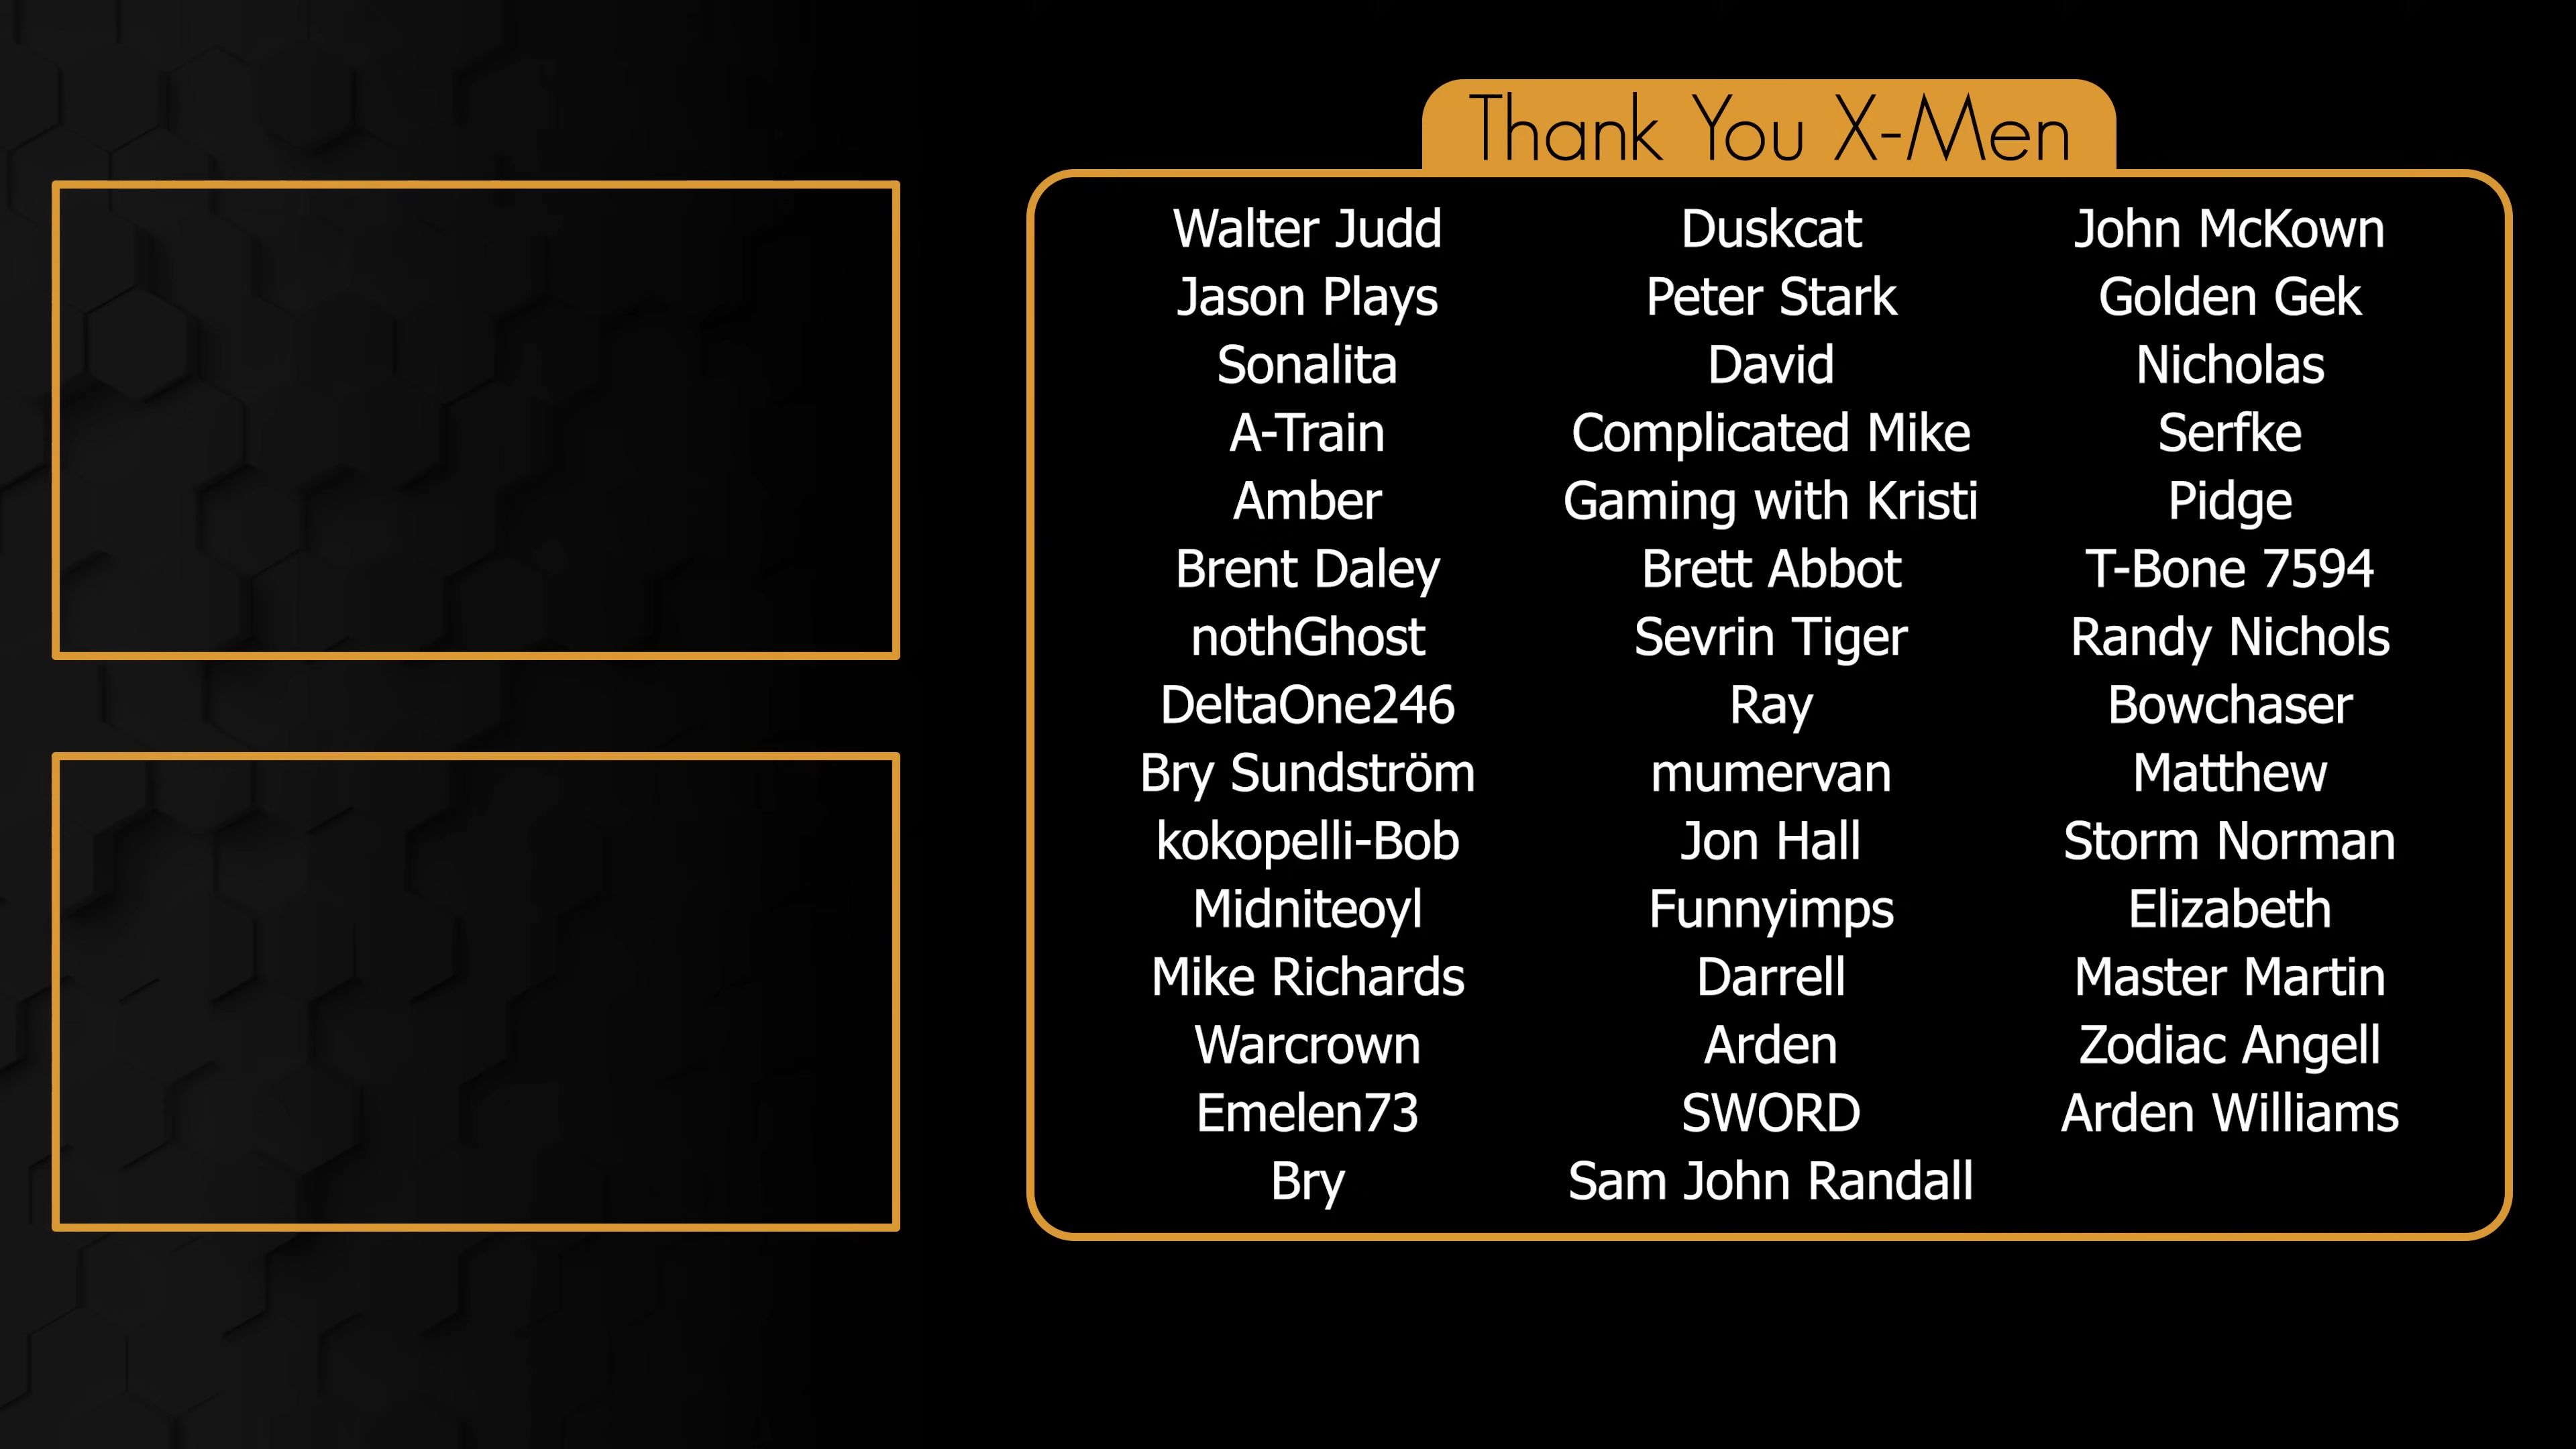 Thank You X-Men
Walter Judd
Jason Plays
Sonalita
A-Train
Amber
Brent Daley
nothGhost
DeltaOne246
Bry Sundström
kokopelli-Bob
Midniteoyl
Mike Richards
Warcrown
Emelen73
Bry
Duskcat
Peter Stark
David
Complicated Mike
Gaming with Kristi
Brett Abbot
Sevrin Tiger
Ray
mumervan
Jon Hall
Funnyimps
Darrell
Arden
SWORD
Sam John Randall
John McKown
Golden Gek
Nicholas
Serfke
Pidge
T-Bone 7594
Randy Nichols
Bowchaser
Matthew
Storm Norman
Elizabeth
Master Martin
Zodiac Angell
Arden Williams